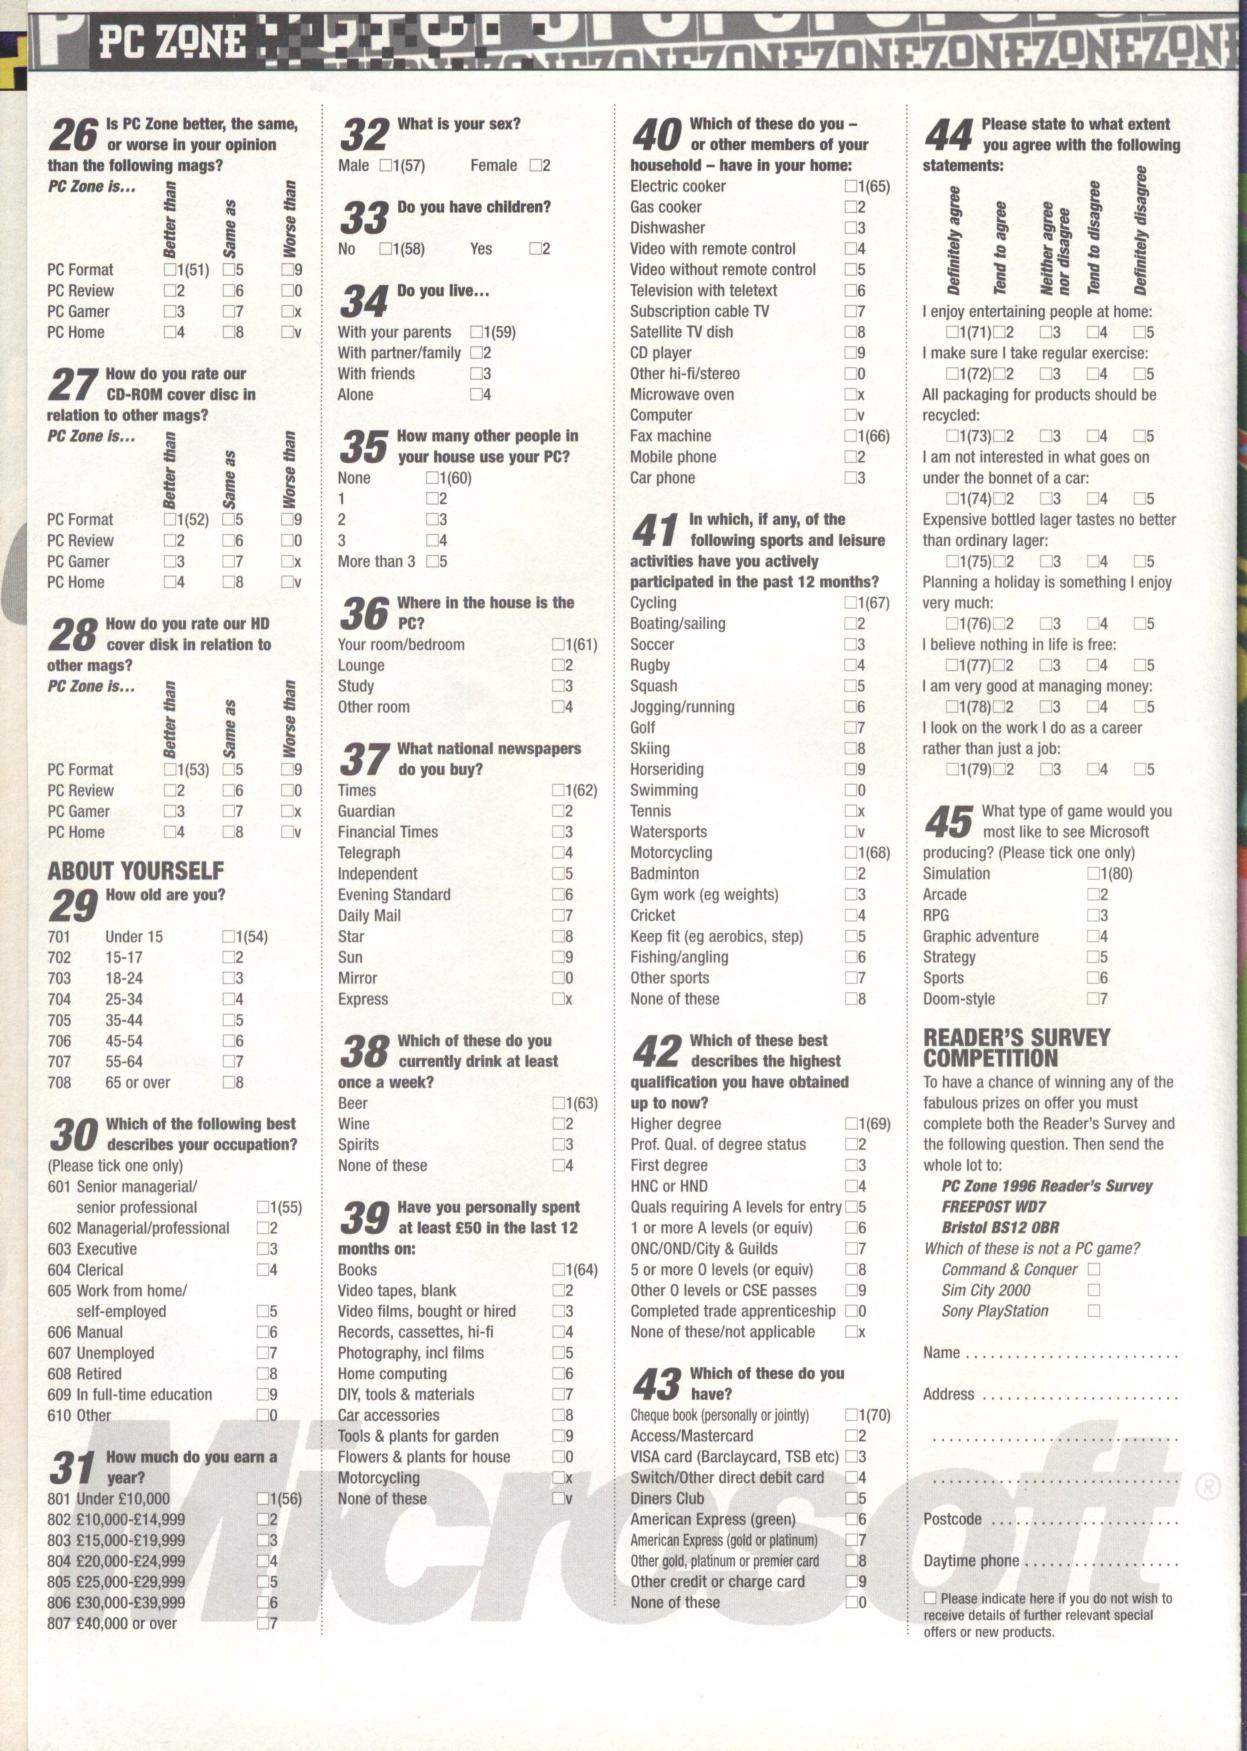 PC ZONE
ZONE ZONE ZONE ZONE ZONE ZONE
26 Is PC Zone better, the same,
or worse in your opinion
than the following mags?
PC Zone is...
Better than
Same as
Worse than
PC Format □1(51) □5 □9
PC Review □2 □6 □0
PC Gamer □3 □7 □x
PC Home □4 □8 □v
27 How do you rate our
CD-ROM cover disc in
relation to other mags?
PC Zone is...
Better than
Same as
Worse than
PC Format □1(52) □5 □9
PC Review □2 □6 □0
PC Gamer □3 □7 □x
PC Home □4 □8 □v
28 How do you rate our HD
cover disk in relation to
other mags?
PC Zone is...
Better than
Same as
Worse than
PC Format □1(53) □5 □9
PC Review □2 □6 □0
PC Gamer □3 □7 □x
PC Home □4 □8 □v
ABOUT YOURSELF
29 How old are you?
701 Under 15 □1(54)
702 15-17 □2
703 18-24 □3
704 25-34 □4
705 35-44 □5
706 45-54 □6
707 55-64 □7
708 65 or over □8
30 Which of the following best
describes your occupation?
(Please tick one only)
601 Senior managerial/
senior professional □1(55)
602 Managerial/professional □2
603 Executive □3
604 Clerical □4
605 Work from home/
self-employed □5
606 Manual □6
607 Unemployed □7
608 Retired □8
609 In full-time education □9
610 Other □0
31 How much do you earn a
year?
801 Under £10,000 □1(56)
802 £10,000-£14,999 □2
803 £15,000-£19,999 □3
804 £20,000-£24,999 □4
805 £25,000-£29,999 □5
806 £30,000-£39,999 □6
807 £40,000 or over □7
32 What is your sex?
Male □1(57) Female □2
33 Do you have children?
No □1(58) Yes □2
34 Do you live...
With your parents □1(59)
With partner/family □2
With friends □3
Alone □4
35 How many other people in
your house use your PC?
None □1(60)
1 □2
2 □3
3 □4
More than 3 □5
36 Where in the house is the
PC?
Your room/bedroom □1(61)
Lounge □2
Study □3
Other room □4
37 What national newspapers
do you buy?
Times □1(62)
Guardian □2
Financial Times □3
Telegraph □4
Independent □5
Evening Standard □6
Daily Mail □7
Star □8
Sun □9
Mirror □0
Express □x
38 Which of these do you
currently drink at least
once a week?
Beer □1(63)
Wine □2
Spirits □3
None of these □4
39 Have you personally spent
at least £50 in the last 12
months on:
Books □1(64)
Video tapes, blank □2
Video films, bought or hired □3
Records, cassettes, hi-fi □4
Photography, incl films □5
Home computing □6
DIY, tools & materials □7
Car accessories □8
Tools & plants for garden □9
Flowers & plants for house □0
Motorcycling □x
None of these □v
40 Which of these do you –
or other members of your
household – have in your home:
Electric cooker □1(65)
Gas cooker □2
Dishwasher □3
Video with remote control □4
Video without remote control □5
Television with teletext □6
Subscription cable TV □7
Satellite TV dish □8
CD player □9
Other hi-fi/stereo □0
Microwave oven □x
Computer □v
Fax machine □1(66)
Mobile phone □2
Car phone □3
41 In which, if any, of the
following sports and leisure
activities have you actively
participated in the past 12 months?
Cycling □1(67)
Boating/sailing □2
Soccer □3
Rugby □4
Squash □5
Jogging/running □6
Golf □7
Skiing □8
Horseriding □9
Swimming □0
Tennis □x
Watersports □v
Motorcycling □1(68)
Badminton □2
Gym work (eg weights) □3
Cricket □4
Keep fit (eg aerobics, step) □5
Fishing/angling □6
Other sports □7
None of these □8
42 Which of these best
describes the highest
qualification you have obtained
up to now?
Higher degree □1(69)
Prof. Qual. of degree status □2
First degree □3
HNC or HND □4
Quals requiring A levels for entry □5
1 or more A levels (or equiv) □6
ONC/OND/City & Guilds □7
5 or more O levels (or equiv) □8
Other O levels or CSE passes □9
Completed trade apprenticeship □0
None of these/not applicable □x
43 Which of these do you
have?
Cheque book (personally or jointly) □1(70)
Access/Mastercard □2
VISA card (Barclaycard, TSB etc) □3
Switch/Other direct debit card □4
Diners Club □5
American Express (green) □6
American Express (gold or platinum) □7
Other gold, platinum or premier card □8
Other credit or charge card □9
None of these □0
44 Please state to what extent
you agree with the following
statements:
Definitely agree
Tend to agree
Neither agree
nor disagree
Tend to disagree
Definitely disagree
I enjoy entertaining people at home:
□1(71) □2 □3 □4 □5
I make sure I take regular exercise:
□1(72) □2 □3 □4 □5
All packaging for products should be
recycled:
□1(73) □2 □3 □4 □5
I am not interested in what goes on
under the bonnet of a car:
□1(74) □2 □3 □4 □5
Expensive bottled lager tastes no better
than ordinary lager:
□1(75) □2 □3 □4 □5
Planning a holiday is something I enjoy
very much:
□1(76) □2 □3 □4 □5
I believe nothing in life is free:
□1(77) □2 □3 □4 □5
I am very good at managing money:
□1(78) □2 □3 □4 □5
I look on the work I do as a career
rather than just a job:
□1(79) □2 □3 □4 □5
45 What type of game would you
most like to see Microsoft
producing? (Please tick one only)
Simulation □1(80)
Arcade □2
RPG □3
Graphic adventure □4
Strategy □5
Sports □6
Doom-style □7
READER'S SURVEY
COMPETITION
To have a chance of winning any of the
fabulous prizes on offer you must
complete both the Reader's Survey and
the following question. Then send the
whole lot to:
PC Zone 1996 Reader's Survey
FREEPOST WD7
Bristol BS12 0BR
Which of these is not a PC game?
Command & Conquer □
Sim City 2000 □
Sony PlayStation □
Name
Address
Postcode
Daytime phone
□ Please indicate here if you do not wish to
receive details of further relevant special
offers or new products.
Microsoft ®